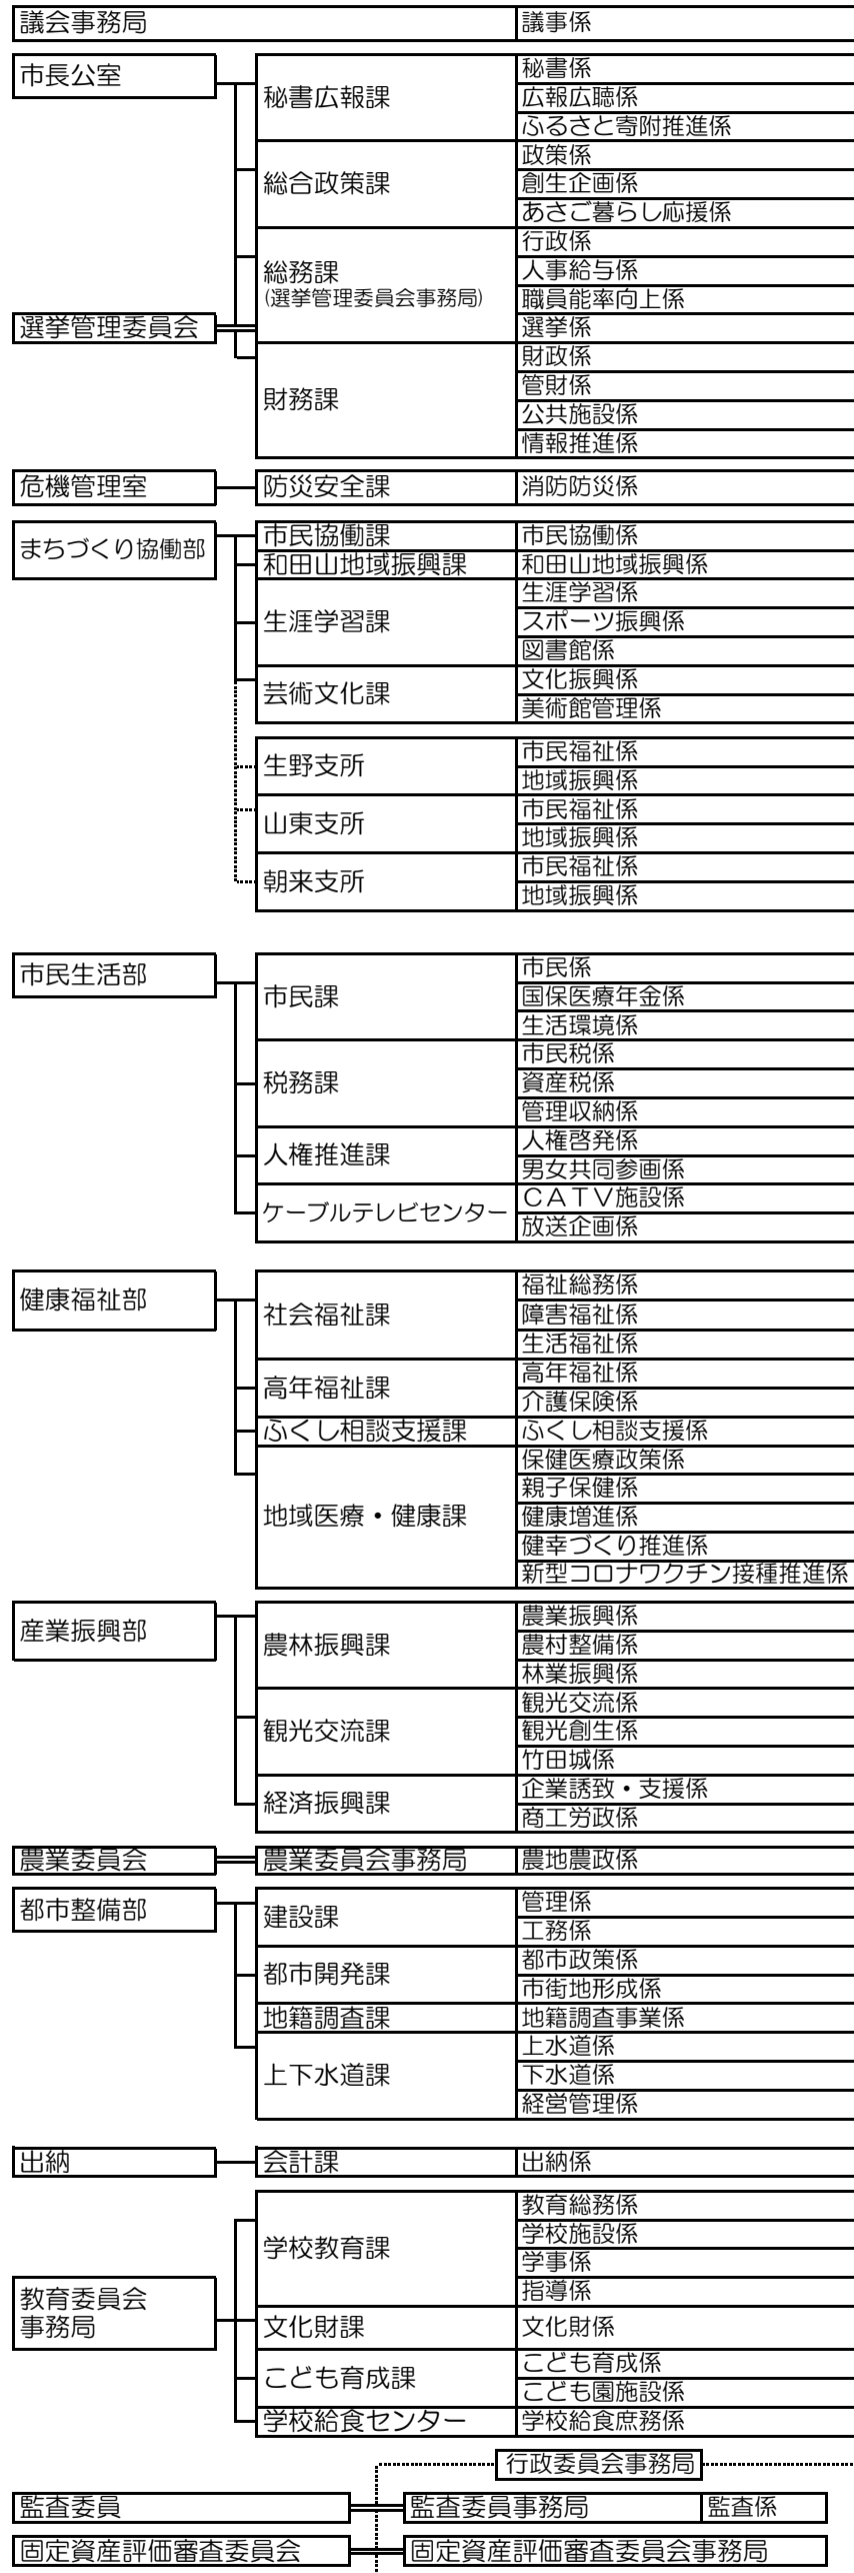 議会事務局 議事係
市長公室
秘書広報課
秘書係
広報広聴係
ふるさと寄附推進係
総合政策課
政策係
創生企画係
あさご暮らし応援係
総務課
(選挙管理委員会事務局)
行政係
人事給与係
職員能率向上係
選挙管理委員会
選挙係
財務課
財政係
管財係
公共施設係
情報推進係
危機管理室 防災安全課 消防防災係
まちづくり協働部
市民協働課 市民協働係
和田山地域振興課 和田山地域振興係
生涯学習課
生涯学習係
スポーツ振興係
図書館係
芸術文化課
文化振興係
美術館管理係
生野支所
市民福祉係
地域振興係
山東支所
市民福祉係
地域振興係
朝来支所
市民福祉係
地域振興係
市民生活部
市民課
市民係
国保医療年金係
生活環境係
税務課
市民税係
資産税係
管理収納係
人権推進課
人権啓発係
男女共同参画係
ケーブルテレビセンター
CATV施設係
放送企画係
健康福祉部
社会福祉課
福祉総務係
障害福祉係
生活福祉係
高年福祉課
高年福祉係
介護保険係
ふくし相談支援課 ふくし相談支援係
地域医療・健康課
保健医療政策係
親子保健係
健康増進係
健幸づくり推進係
新型コロナワクチン接種推進係
産業振興部
農林振興課
農業振興係
農村整備係
林業振興係
観光交流課
観光交流係
観光創生係
竹田城係
経済振興課
企業誘致・支援係
商工労政係
農業委員会 農業委員会事務局 農地農政係
都市整備部
建設課
管理係
工務係
都市開発課
都市政策係
市街地形成係
地籍調査課 地籍調査事業係
上下水道課
上水道係
下水道係
経営管理係
出納 会計課 出納係
教育委員会
事務局
学校教育課
教育総務係
学校施設係
学事係
指導係
文化財課 文化財係
こども育成課
こども育成係
こども園施設係
学校給食センター 学校給食庶務係
行政委員会事務局
監査委員 監査委員事務局 監査係
固定資産評価審査委員会 固定資産評価審査委員会事務局